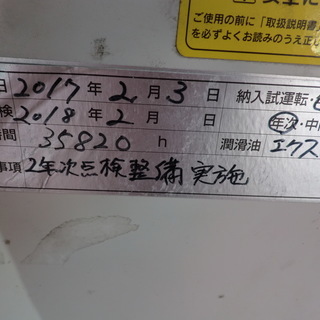 ご使用の前に「取扱説明書
を必ずよくお読みのうえ正し
日 2017年 2月 3日 納入試運転・
検 2018年 2月 日 年次・中
時間 35820 h 潤滑油 エクス
事項 2年次点検整備実施